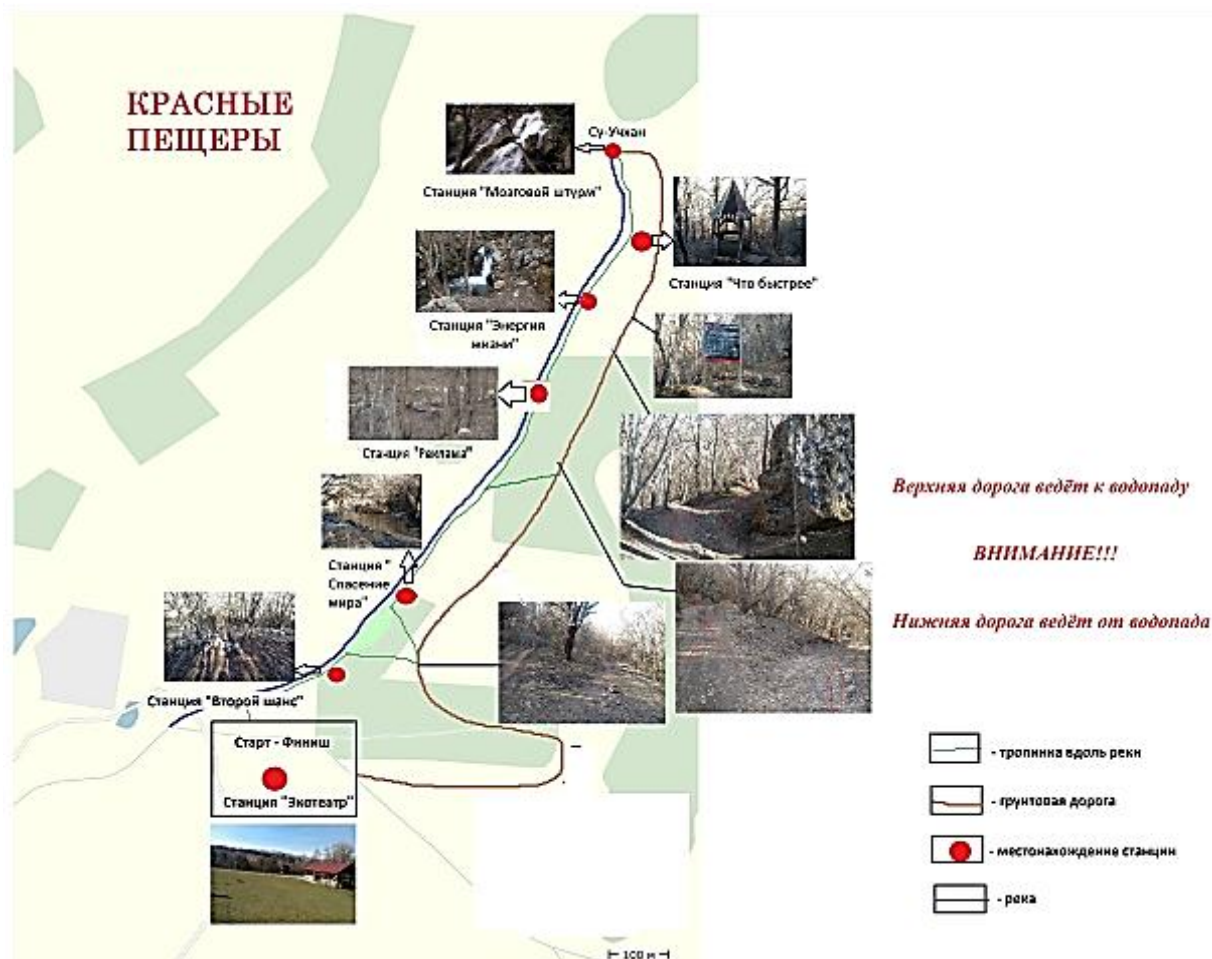 КРАСНЫЕ
ПЕЩЕРЫ
Су-Учхан
Станция "Мозговой штурм"
Станция "Что быстрее"
Станция "Энергия
жизни"
Станция "Реклама"
Верхняя дорога ведёт к водопаду
ВНИМАНИЕ!!!
Нижняя дорога ведёт от водопада
Станция "
Спасение
мира"
Станция "Второй шанс"
Старт - Финиш
Станция "Экотеатр"
- тропинка вдоль реки
- грунтовая дорога
- местонахождение станции
- река
100 м